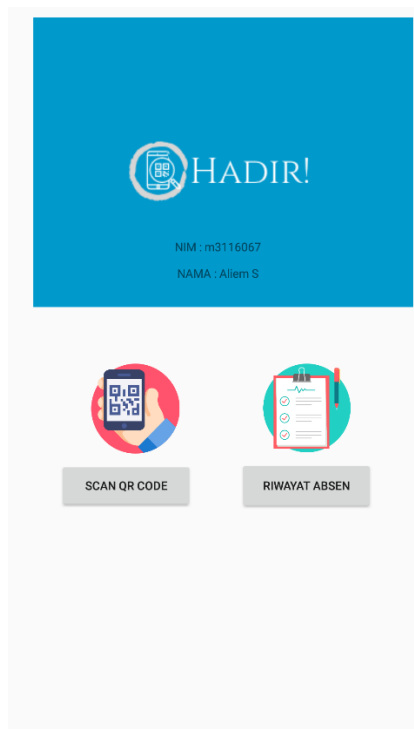 HADIR!
NIM : m3116067
NAMA : Aliem S
SCAN QR CODE
RIWAYAT ABSEN